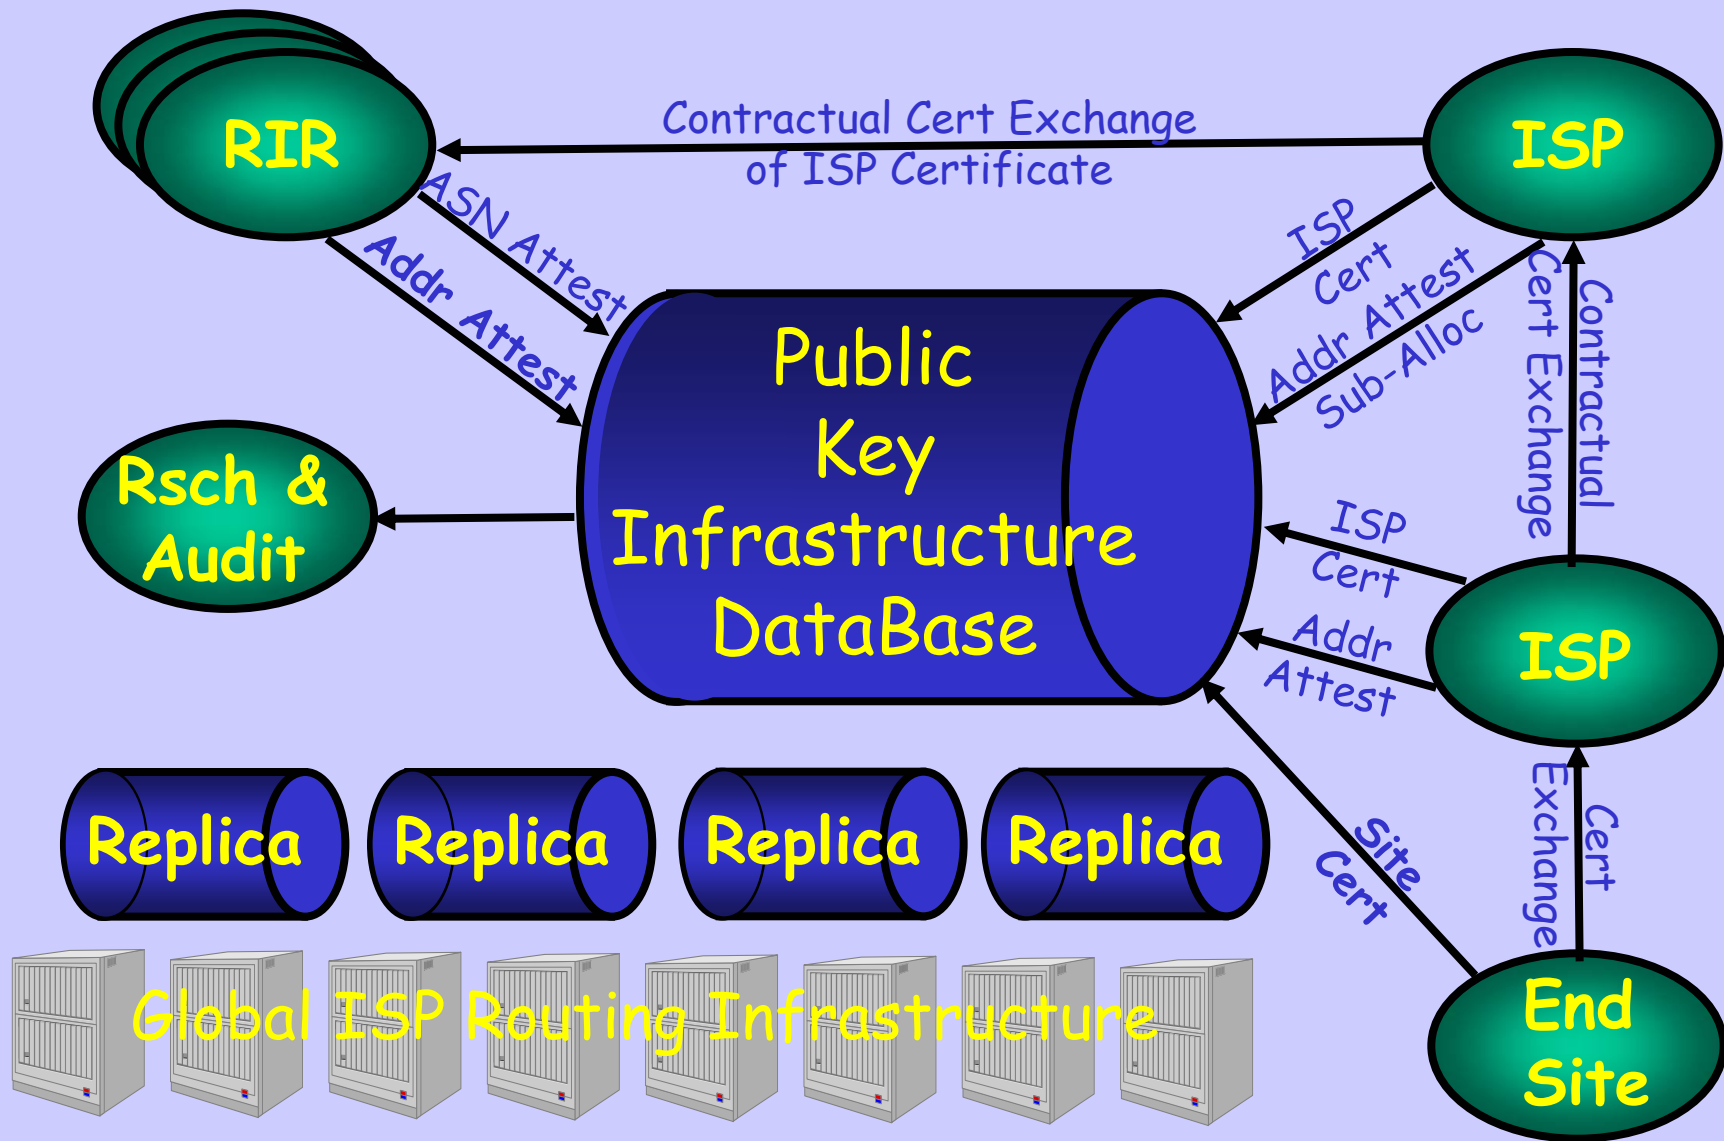 RIR
Contractual Cert Exchange
of ISP Certificate
ISP
ASN Attest
Addr Attest
ISP
Cert
Addr Attest
Sub-Alloc
Contractual
Cert Exchange
Public
Key
Infrastructure
DataBase
Rsch &
Audit
ISP
Cert
Addr
Attest
ISP
Replica
Replica
Replica
Replica
Site
Cert
Cert
Exchange
Global ISP Routing Infrastructure
End
Site